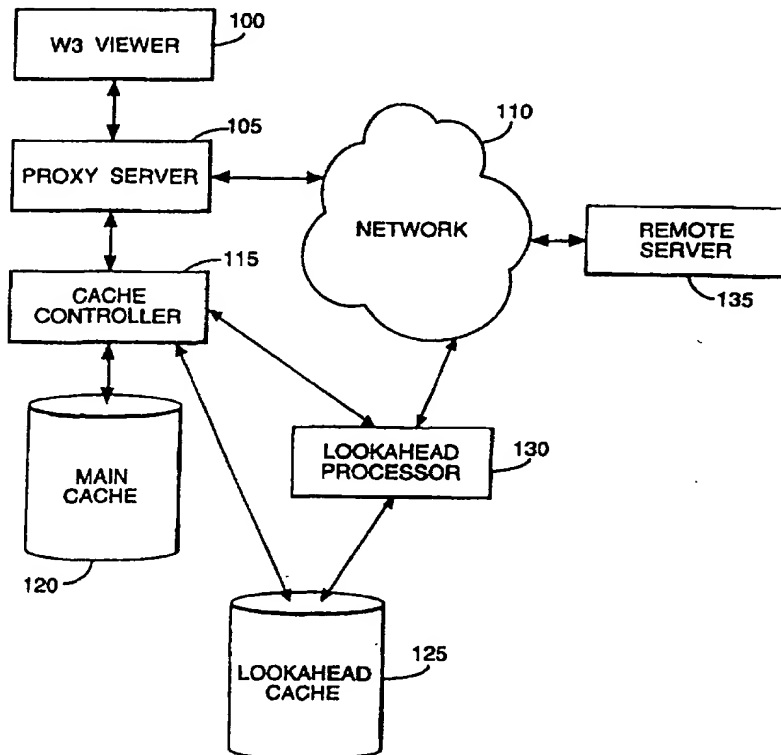 W3 VIEWER
100
PROXY SERVER
105
NETWORK
110
REMOTE
SERVER
135
CACHE
CONTROLLER
115
MAIN
CACHE
120
LOOKAHEAD
PROCESSOR
130
LOOKAHEAD
CACHE
125